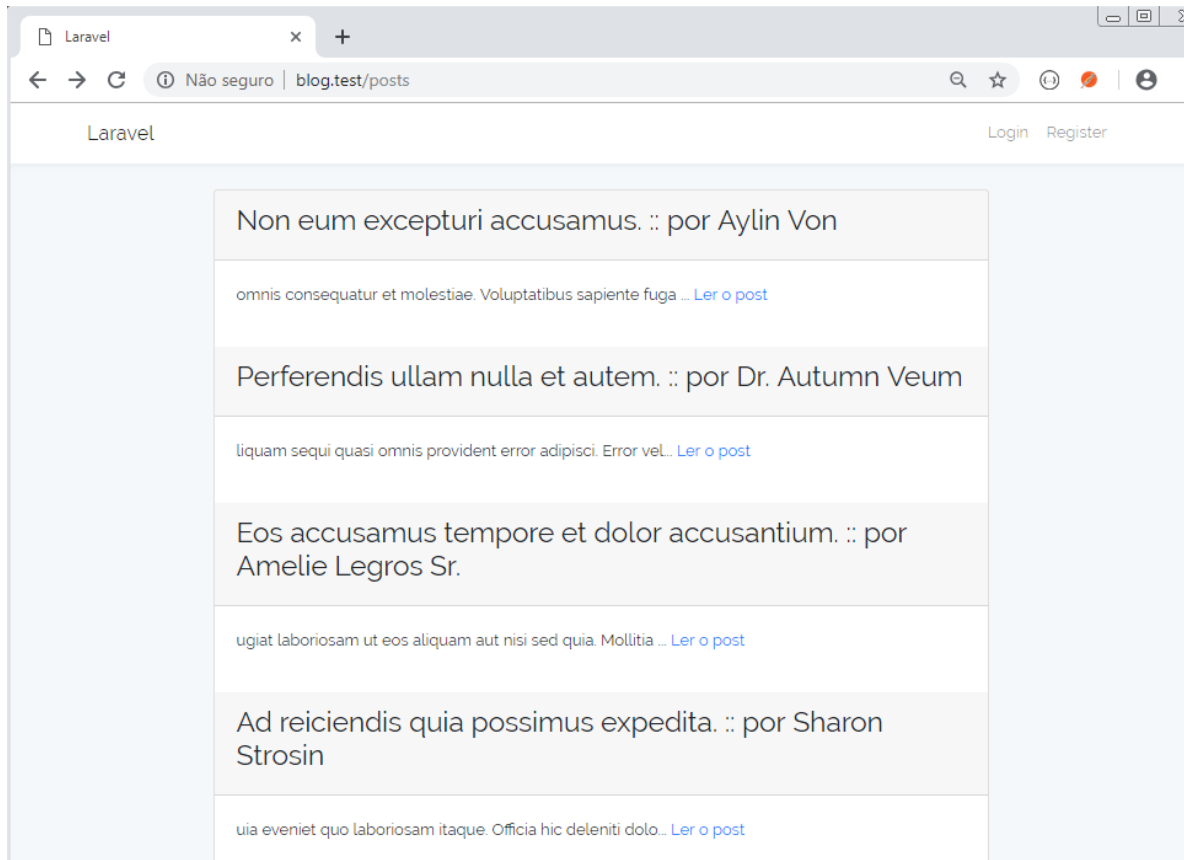 Laravel
Não seguro | blog.test/posts
Laravel
Login Register
Non eum excepturi accusamus. :: por Aylin Von
omnis consequatur et molestiae. Voluptatibus sapiente fuga ... Ler o post
Perferendis ullam nulla et autem. :: por Dr. Autumn Veum
liquam sequi quasi omnis provident error adipisci. Error vel... Ler o post
Eos accusamus tempore et dolor accusantium. :: por
Amelie Legros Sr.
ugiat laboriosam ut eos aliquam aut nisi sed quia. Mollitia ... Ler o post
Ad reiciendis quia possimus expedita. :: por Sharon
Strosin
uia eveniet quo laboriosam itaque. Officia hic deleniti dolo... Ler o post